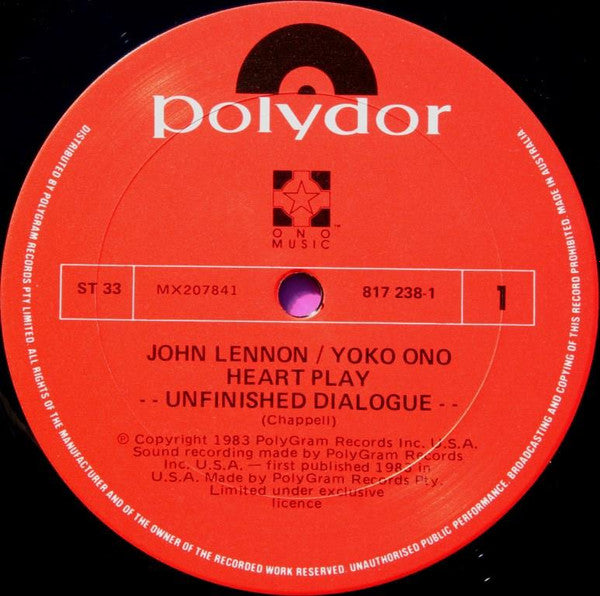 polydor
ONO
MUSIC
™
ST 33
MX207841
817 238-1
1
JOHN LENNON / YOKO ONO
HEART PLAY
-- UNFINISHED DIALOGUE --
(Chappell)
℗ Copyright 1983 PolyGram Records Inc. U.S.A.
Sound recording made by PolyGram Records
Inc. U.S.A. — first published 1983 in
U.S.A. Made by PolyGram Records Pty.
Limited under exclusive
licence
DISTRIBUTED BY POLYGRAM RECORDS PTY LIMITED. ALL RIGHTS OF THE MANUFACTURER AND OF THE OWNER OF THE RECORDED WORK RESERVED. UNAUTHORISED PUBLIC PERFORMANCE, BROADCASTING AND COPYING OF THIS RECORD PROHIBITED. MADE IN AUSTRALIA